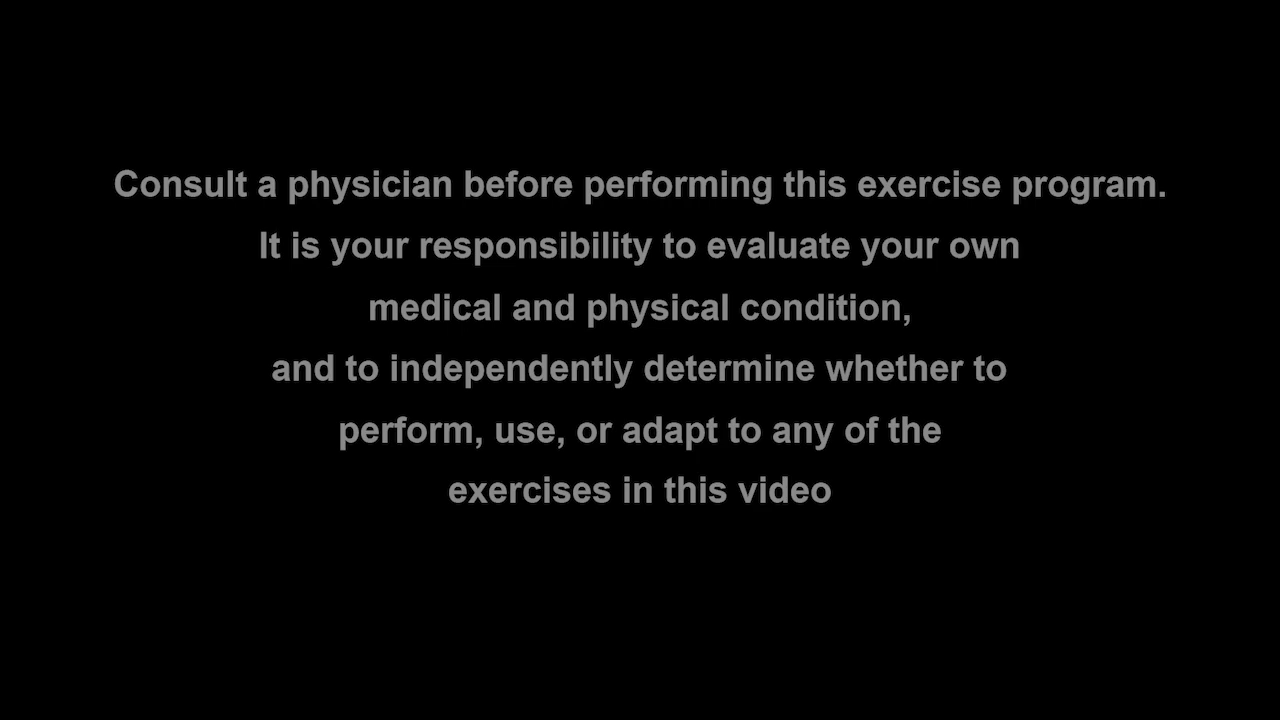 Consult a physician before performing this exercise program.
It is your responsibility to evaluate your own
medical and physical condition,
and to independently determine whether to
perform, use, or adapt to any of the
exercises in this video